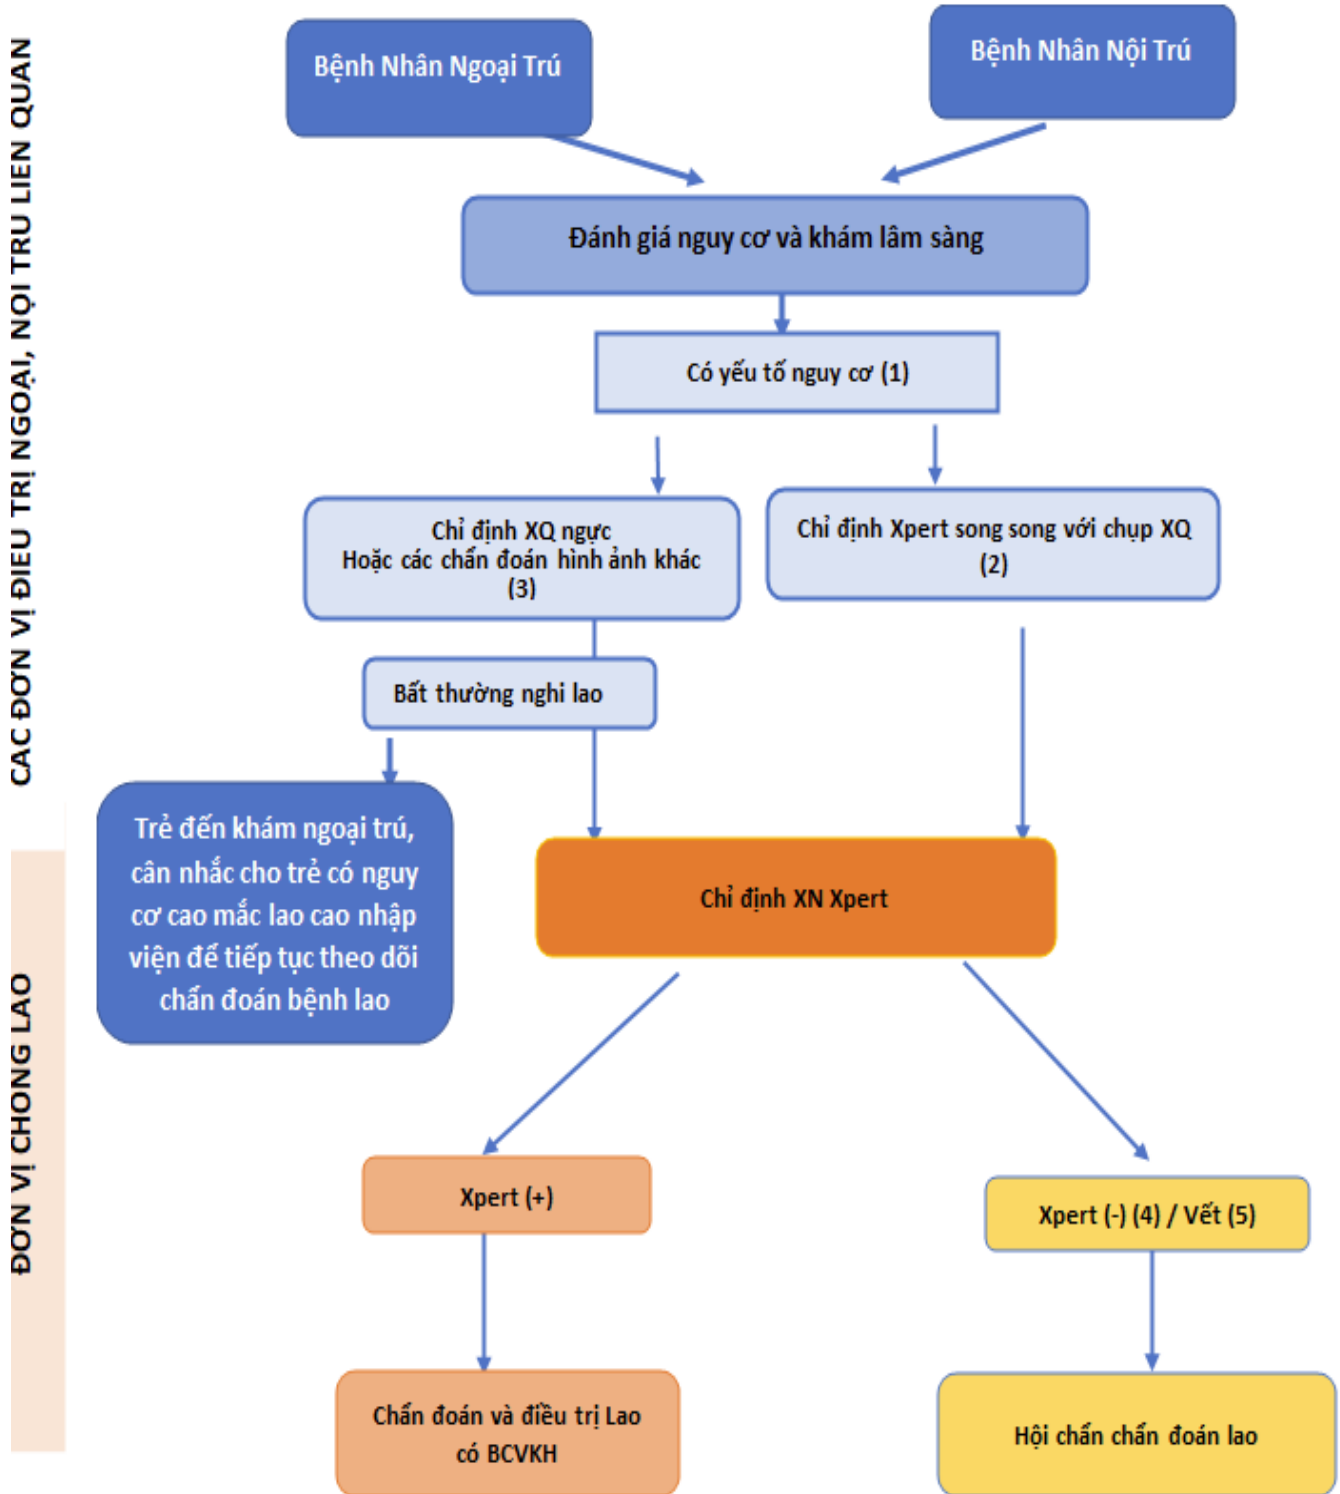 CÁC ĐƠN VỊ ĐIỀU TRỊ NGOẠI, NỘI TRÚ LIÊN QUAN
Bệnh Nhân Ngoại Trú
Bệnh Nhân Nội Trú
Đánh giá nguy cơ và khám lâm sàng
Có yếu tố nguy cơ (1)
Chỉ định XQ ngực
Hoặc các chẩn đoán hình ảnh khác
(3)
Chỉ định Xpert song song với chụp XQ
(2)
Bất thường nghi lao
Trẻ đến khám ngoại trú,
cân nhắc cho trẻ có nguy
cơ cao mắc lao cao nhập
viện để tiếp tục theo dõi
chẩn đoán bệnh lao
Chỉ định XN Xpert
ĐƠN VỊ CHỐNG LAO
Xpert (+)
Xpert (-) (4) / Vết (5)
Chẩn đoán và điều trị Lao
có BCVKH
Hội chẩn chẩn đoán lao